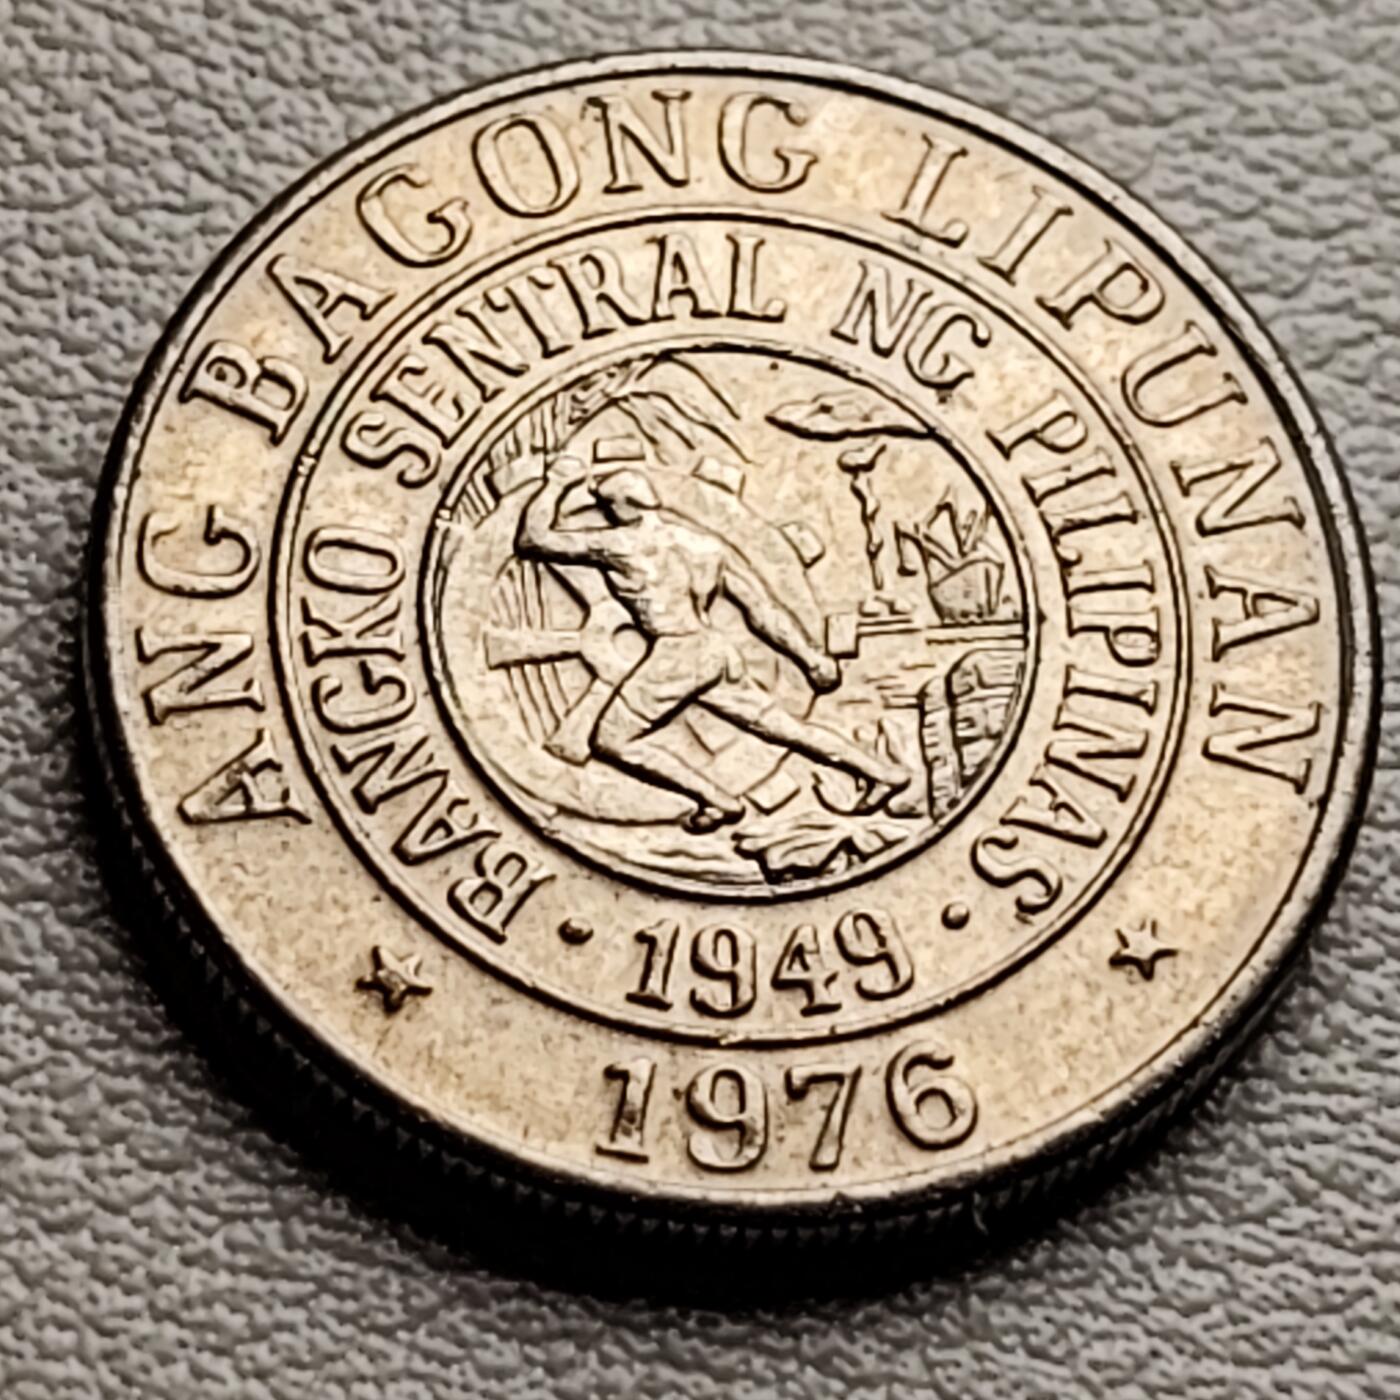 ANG BAGONG LIPUNAN
BANGKO SENTRAL NG PILIPINAS
· 1949 ·
1976